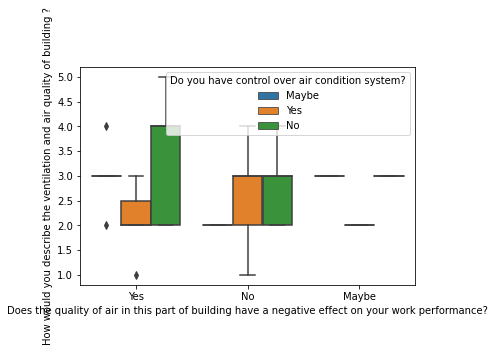 How would you describe the ventilation and air quality of building ?
5.0
4.5
4.0
3.5
3.0
2.5
2.0
1.5
1.0
Do you have control over air condition system?
Maybe
Yes
No
Yes
No
Maybe
Does the quality of air in this part of building have a negative effect on your work performance?